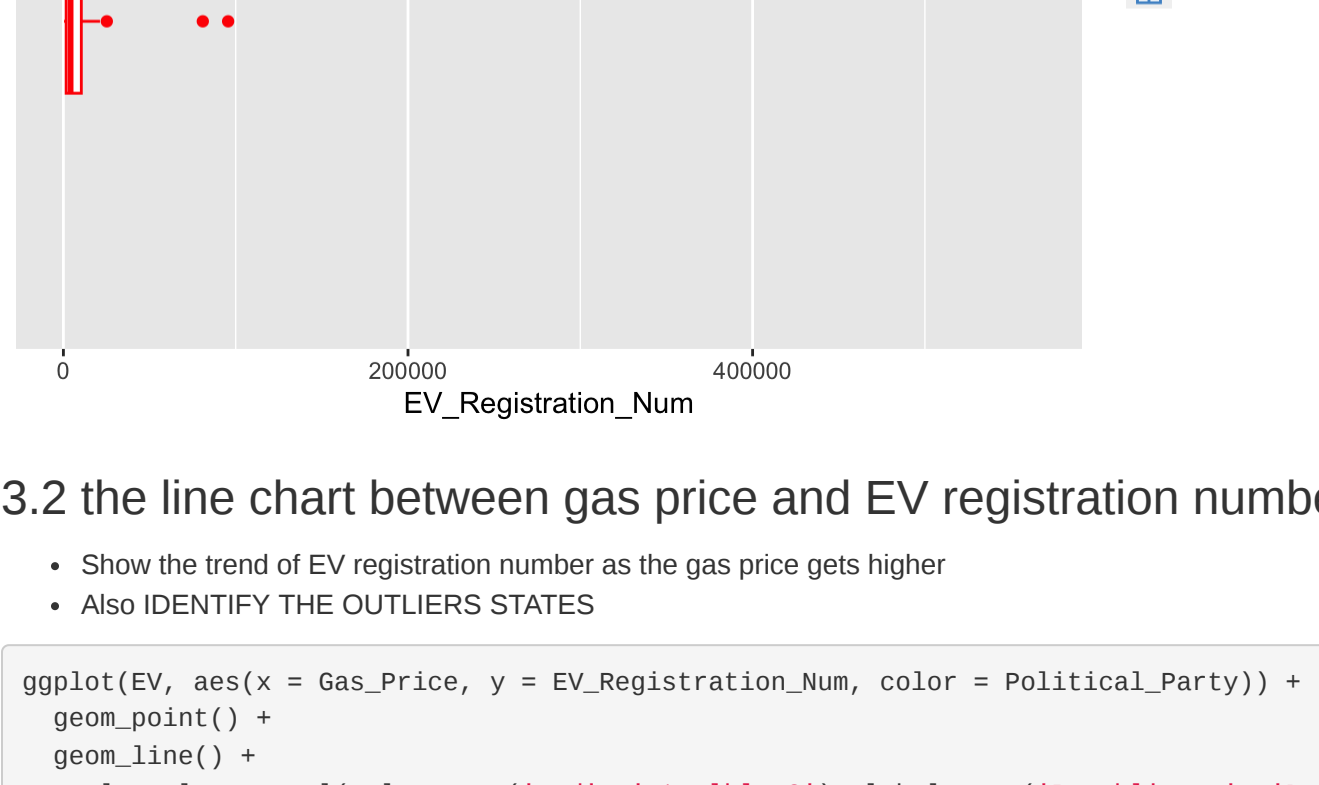 0 200000 400000
EV_Registration_Num
3.2 the line chart between gas price and EV registration
Show the trend of EV registration number as the gas price gets higher
Also IDENTIFY THE OUTLIERS STATES
ggplot(EV, aes(x = Gas_Price, y = EV_Registration_Num, color = Political_Party)) +
geom_point() +
geom_line() +